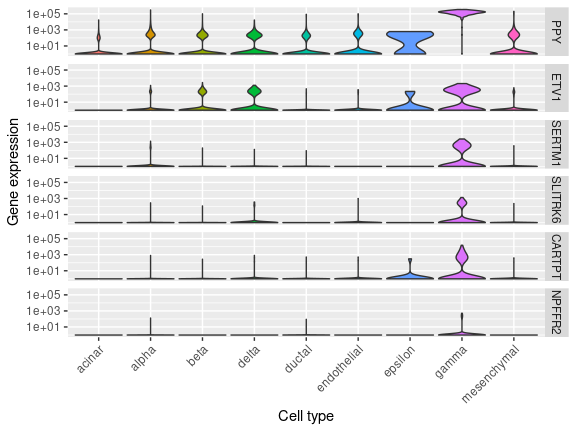 Gene expression
1e+05
1e+03
1e+01
PPY
1e+05
1e+03
1e+01
ETV1
1e+05
1e+03
1e+01
SERTM1
1e+05
1e+03
1e+01
SLITRK6
1e+05
1e+03
1e+01
CARTPT
1e+05
1e+03
1e+01
NPFFR2
acinar
alpha
beta
delta
ductal
endothelial
epsilon
gamma
mesenchymal
Cell type